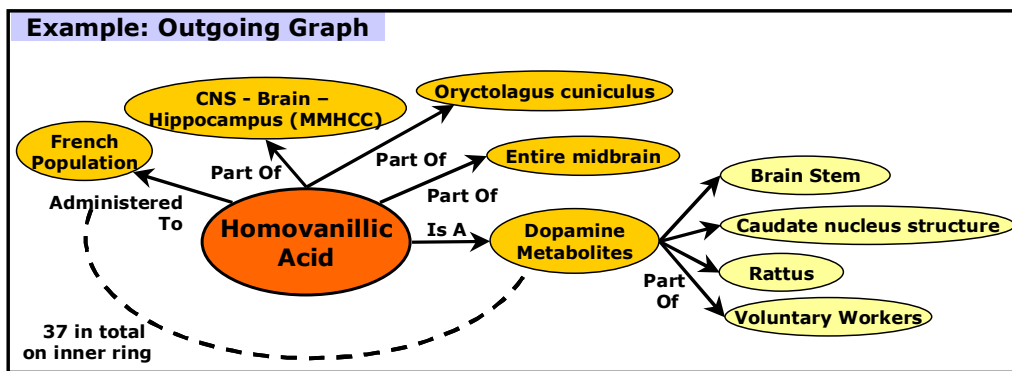 Example: Outgoing Graph
CNS - Brain –
Hippocampus (MMHCC)
Oryctolagus cuniculus
French
Population
Part Of
Part Of
Entire midbrain
Part Of
Administered
To
Homovanillic
Acid
Is A
Dopamine
Metabolites
Brain Stem
Caudate nucleus structure
Rattus
Part
Of
Voluntary Workers
37 in total
on inner ring